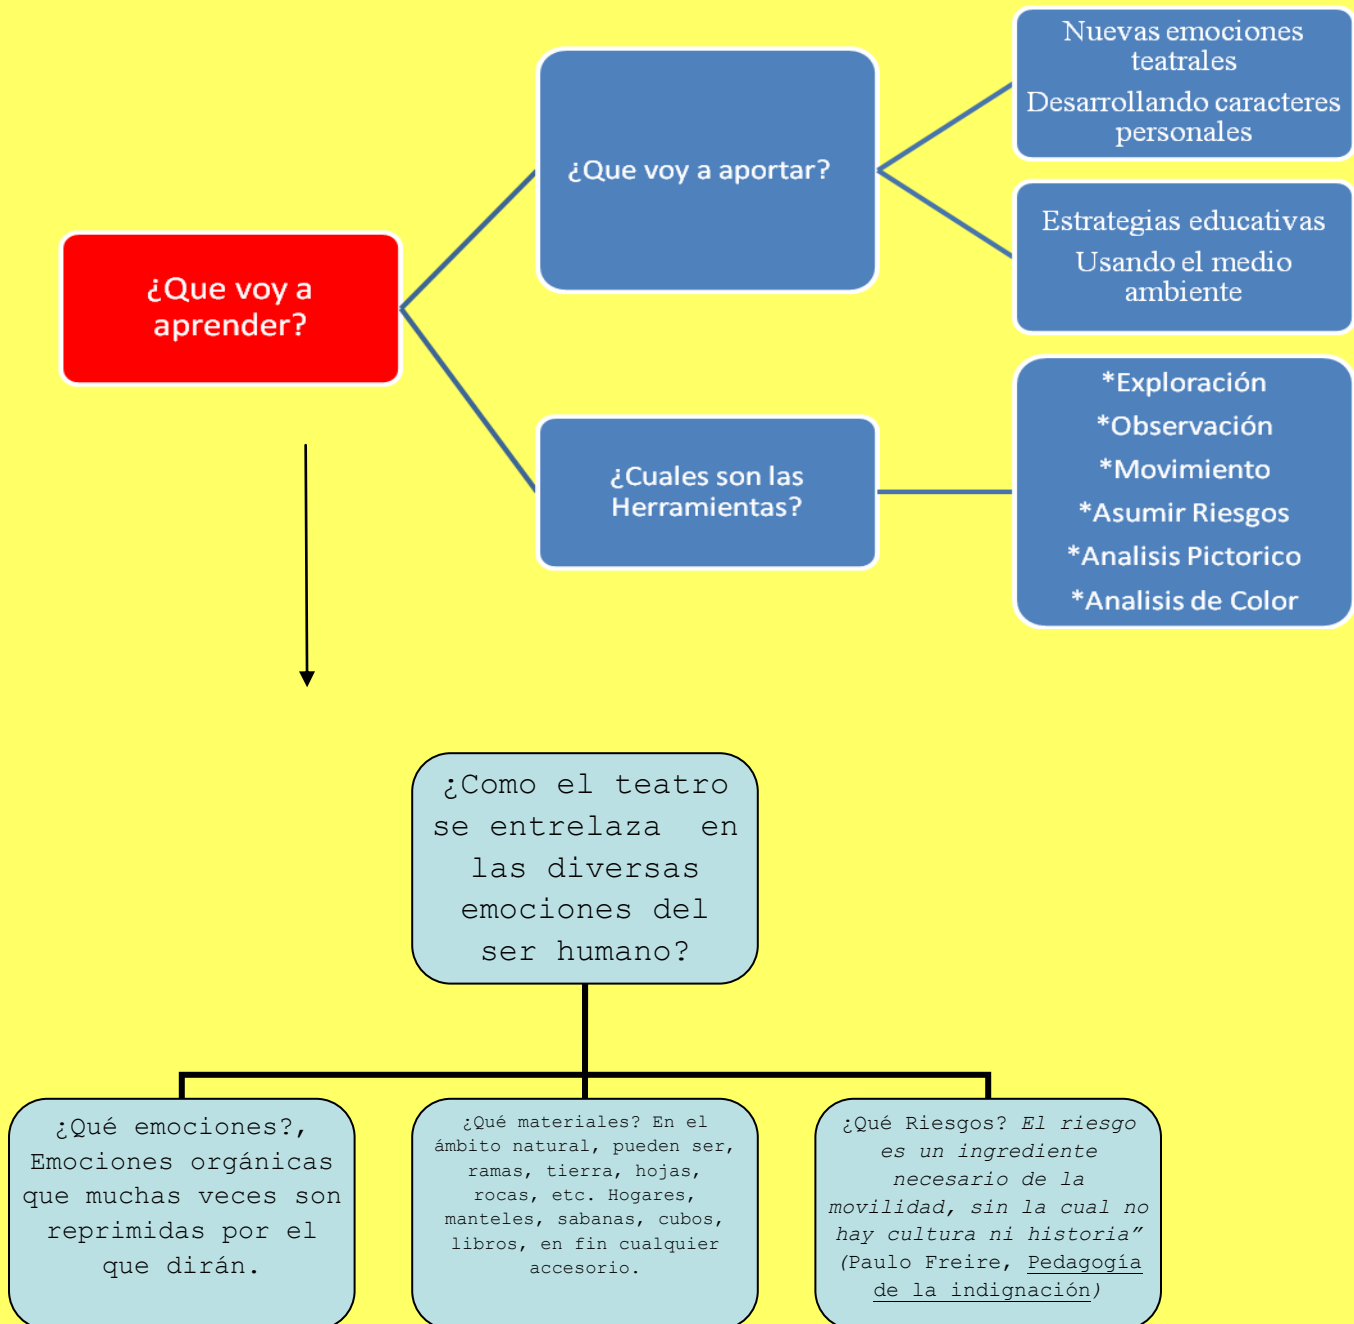 ¿Que voy a
aprender?
¿Que voy a aportar?
Nuevas emociones
teatrales
Desarrollando caracteres
personales
Estrategias educativas
Usando el medio
ambiente
¿Cuales son las
Herramientas?
*Exploración
*Observación
*Movimiento
*Asumir Riesgos
*Analisis Pictorico
*Analisis de Color
¿Como el teatro
se entrelaza en
las diversas
emociones del
ser humano?
¿Qué emociones?,
Emociones orgánicas
que muchas veces son
reprimidas por el
que dirán.
¿Qué materiales? En el
ámbito natural, pueden ser,
ramas, tierra, hojas,
rocas, etc. Hogares,
manteles, sabanas, cubos,
libros, en fin cualquier
accesorio.
¿Qué Riesgos? El riesgo
es un ingrediente
necesario de la
movilidad, sin la cual no
hay cultura ni historia”
(Paulo Freire, Pedagogía
de la indignación)